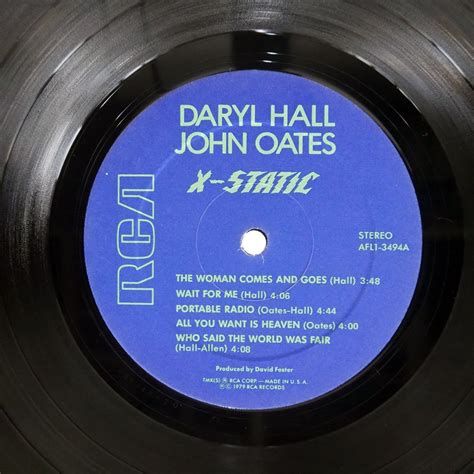 DARYL HALL
JOHN OATES
X-STATIC
RCA
STEREO
AFL1-3494A
THE WOMAN COMES AND GOES (Hall) 3:48
WAIT FOR ME (Hall) 4:06
PORTABLE RADIO (Oates-Hall) 4:44
ALL YOU WANT IS HEAVEN (Oates) 4:00
WHO SAID THE WORLD WAS FAIR
(Hall-Allen) 4:08
Produced by David Foster
TMK(S) ® RCA CORP.—MADE IN U.S.A.
℗ © 1979 RCA RECORDS